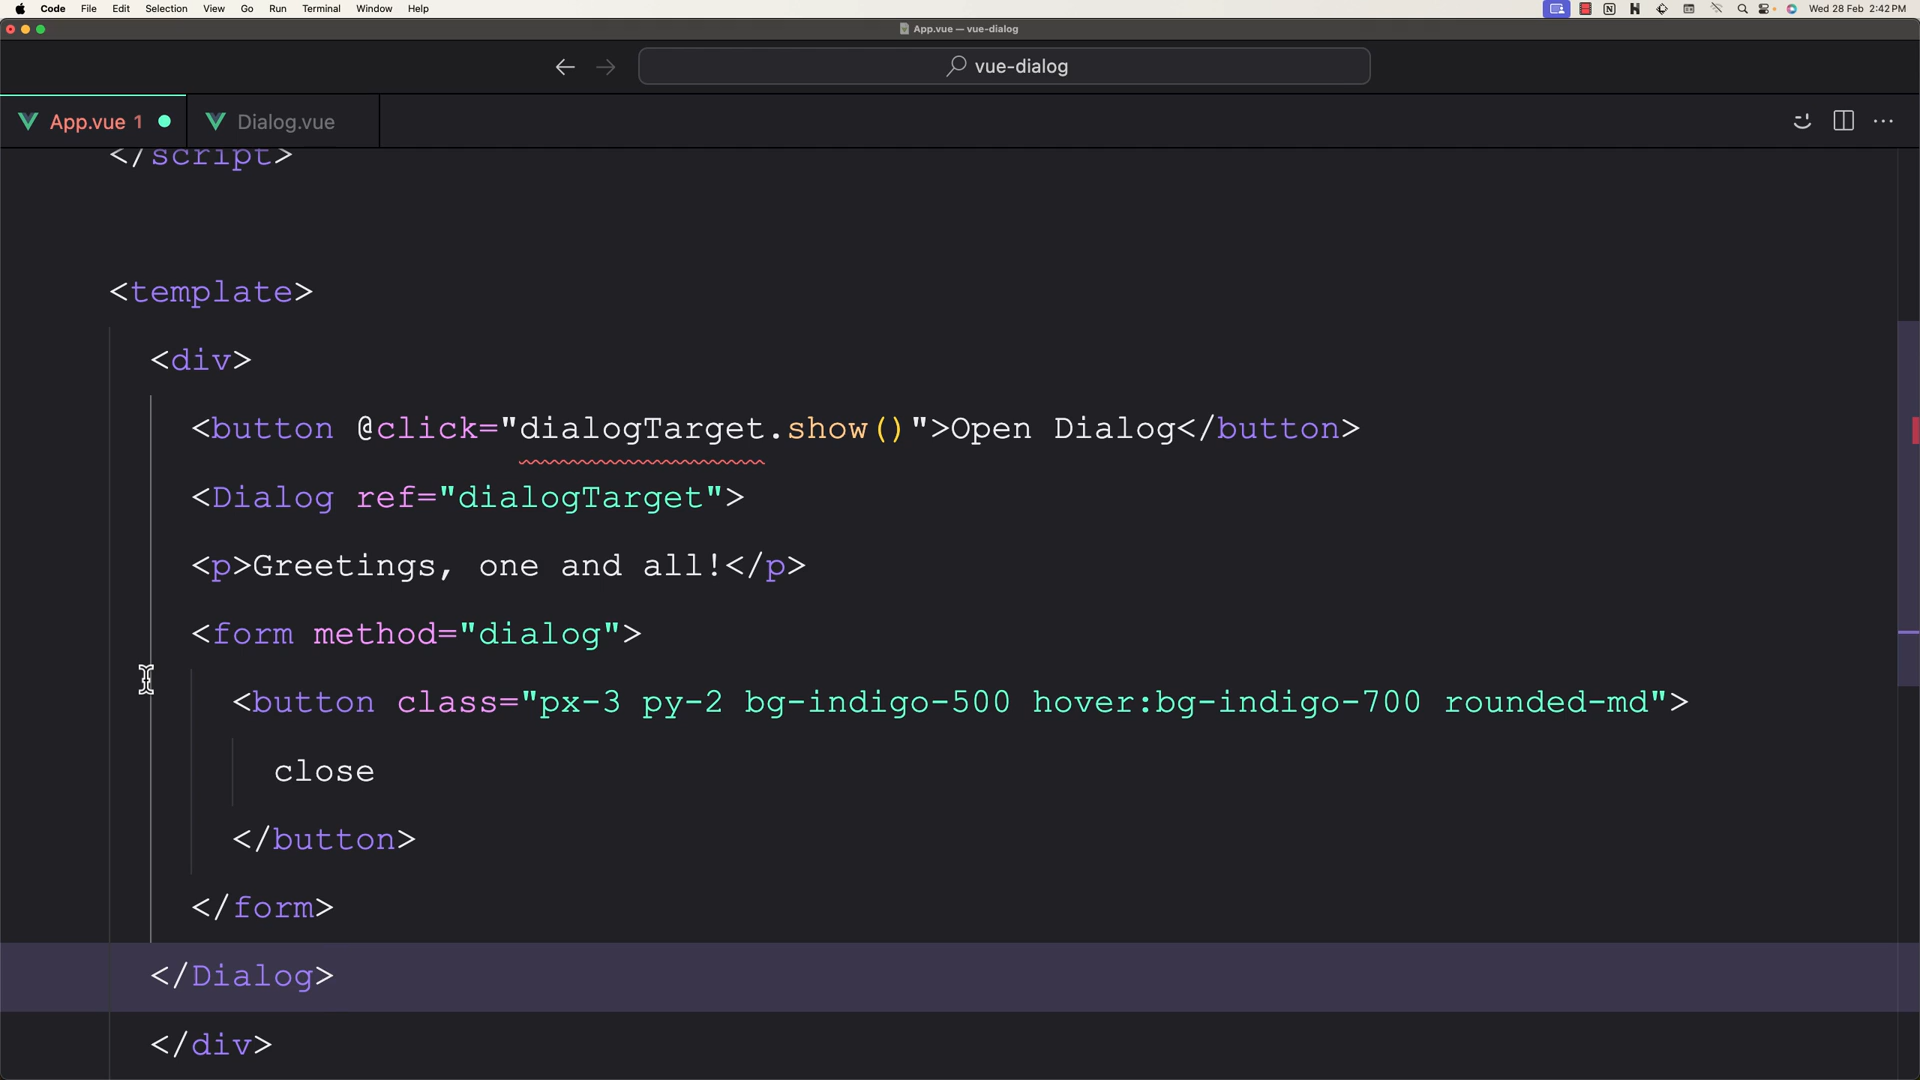 Code File Edit Selection View Go Run Terminal Window Help Wed 28 Feb 2:42 PM
App.vue — vue-dialog
vue-dialog
App.vue 1 Dialog.vue
</script>
<template>
<div>
<button @click="dialogTarget.show()">Open Dialog</button>
<Dialog ref="dialogTarget">
<p>Greetings, one and all!</p>
<form method="dialog">
<button class="px-3 py-2 bg-indigo-500 hover:bg-indigo-700 rounded-md">
close
</button>
</form>
</Dialog>
</div>